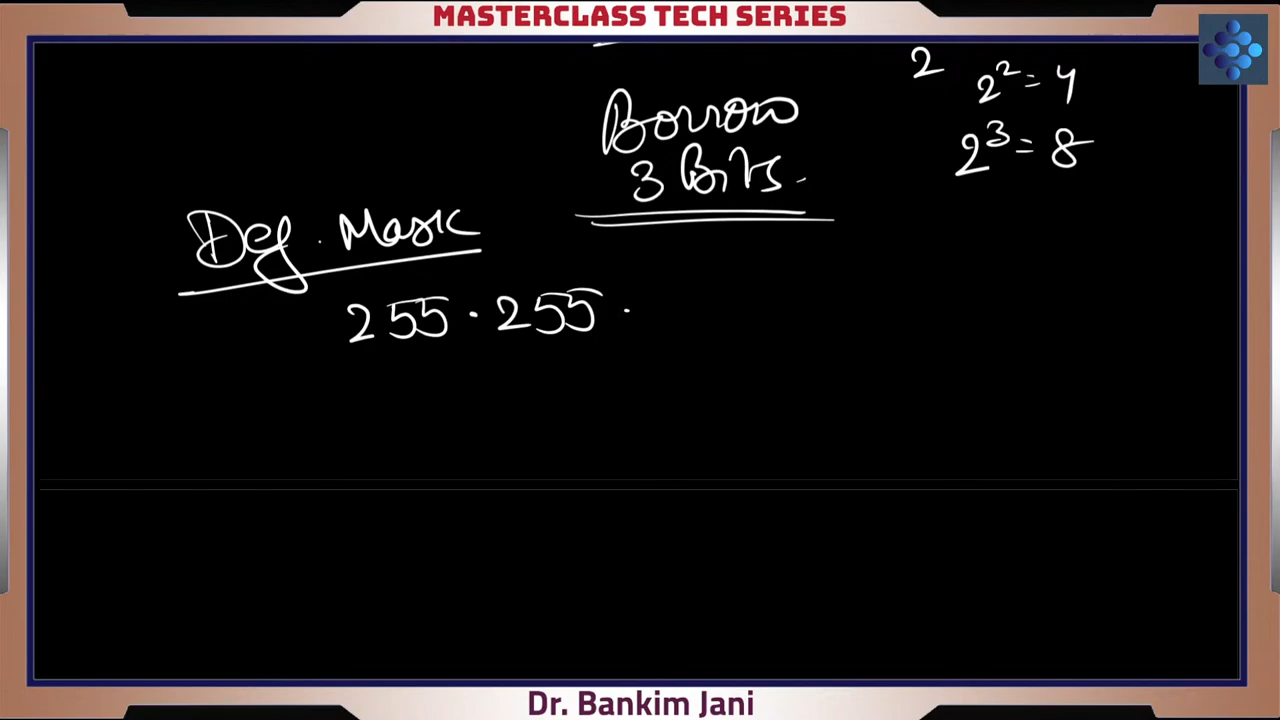 MASTERCLASS TECH SERIES
2 2² = 4
2³ = 8
Borrow
3 Bits.
Def. Mask
255.255.
Dr. Bankim Jani